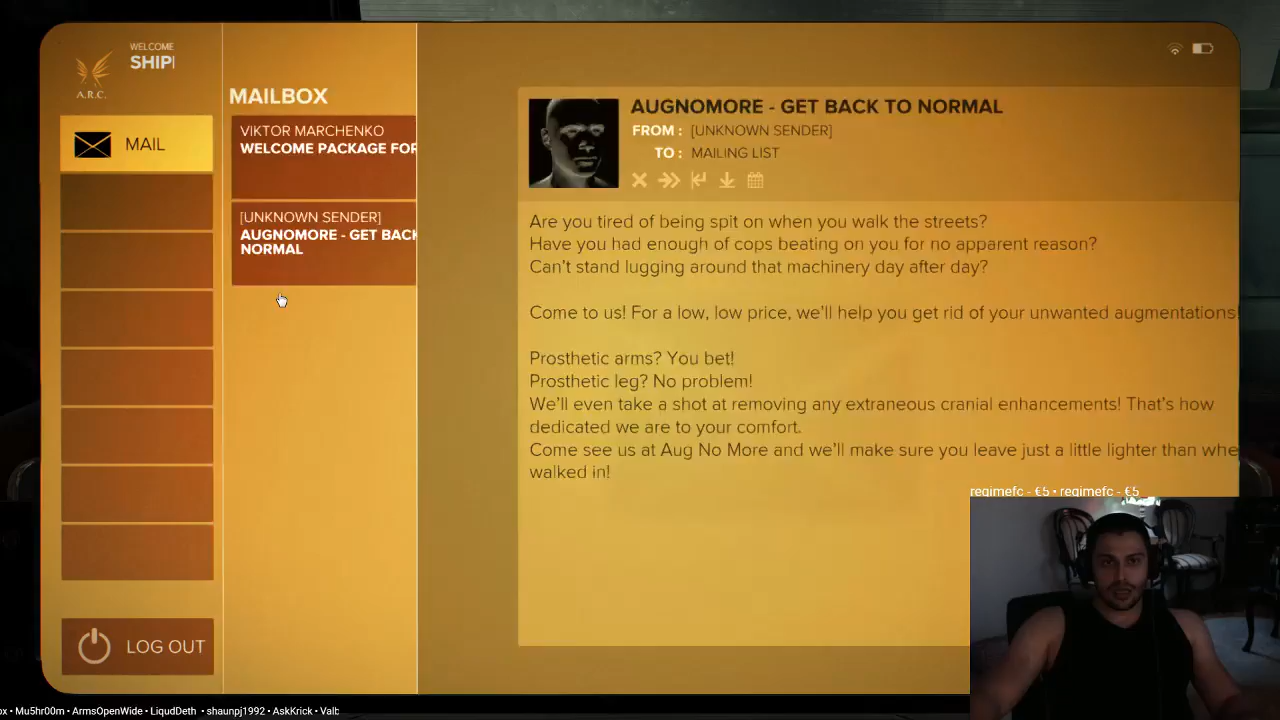 WELCOME
SHIPI
A.R.C.
MAIL
LOG OUT
MAILBOX
VIKTOR MARCHENKO
WELCOME PACKAGE FOR
[UNKNOWN SENDER]
AUGNOMORE - GET BACK
NORMAL
AUGNOMORE - GET BACK TO NORMAL
FROM : [UNKNOWN SENDER]
TO : MAILING LIST
Are you tired of being spit on when you walk the streets?
Have you had enough of cops beating on you for no apparent reason?
Can't stand lugging around that machinery day after day?
Come to us! For a low, low price, we'll help you get rid of your unwanted augmentations!
Prosthetic arms? You bet!
Prosthetic leg? No problem!
We'll even take a shot at removing any extraneous cranial enhancements! That's how
dedicated we are to your comfort.
Come see us at Aug No More and we'll make sure you leave just a little lighter than whe
walked in!
regimefc - €5 • regimefc - €5
ox • Mu5hr00m • ArmsOpenWide • LiqudDeth • shaunpj1992 • AskKrick • Valb